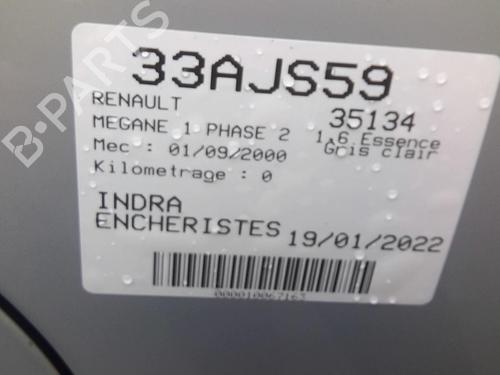 B-PARTS
33AJS59
RENAULT 35134
MEGANE 1 PHASE 2 1.6 Essence
Mec : 01/09/2000 Gris clair
Kilometrage : 0
INDRA
ENCHERISTES 19/01/2022
000010067163